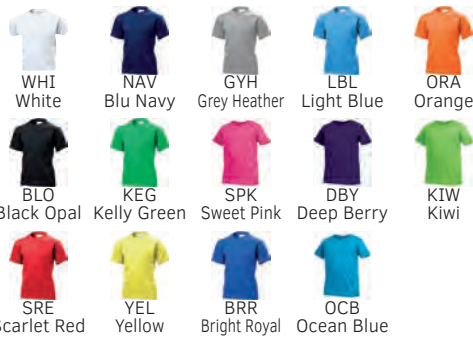 WHI
White
NAV
Blu Navy
GYH
Grey Heather
LBL
Light Blue
ORA
Orange
BLO
Black Opal
KEG
Kelly Green
SPK
Sweet Pink
DBY
Deep Berry
KIW
Kiwi
SRE
Scarlet Red
YEL
Yellow
BRR
Bright Royal
OCB
Ocean Blue